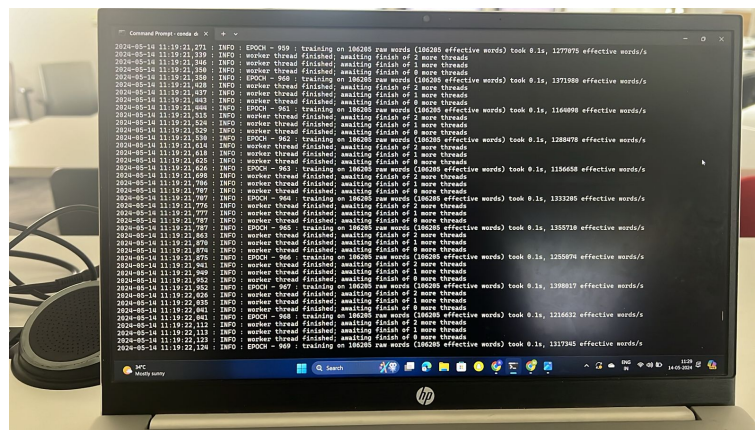 Command Prompt - conda d
2024-05-14 11:19:21,271 : INFO : EPOCH - 959 : training on 106205 raw words (106205 effective words) took 0.1s, 1277075 effective words/s
2024-05-14 11:19:21,339 : INFO : worker thread finished; awaiting finish of 2 more threads
2024-05-14 11:19:21,346 : INFO : worker thread finished; awaiting finish of 1 more threads
2024-05-14 11:19:21,350 : INFO : worker thread finished; awaiting finish of 0 more threads
2024-05-14 11:19:21,350 : INFO : EPOCH - 960 : training on 106205 raw words (106205 effective words) took 0.1s, 1371980 effective words/s
2024-05-14 11:19:21,428 : INFO : worker thread finished; awaiting finish of 2 more threads
2024-05-14 11:19:21,437 : INFO : worker thread finished; awaiting finish of 1 more threads
2024-05-14 11:19:21,443 : INFO : worker thread finished; awaiting finish of 0 more threads
2024-05-14 11:19:21,444 : INFO : EPOCH - 961 : training on 106205 raw words (106205 effective words) took 0.1s, 1164098 effective words/s
2024-05-14 11:19:21,515 : INFO : worker thread finished; awaiting finish of 2 more threads
2024-05-14 11:19:21,524 : INFO : worker thread finished; awaiting finish of 1 more threads
2024-05-14 11:19:21,529 : INFO : worker thread finished; awaiting finish of 0 more threads
2024-05-14 11:19:21,530 : INFO : EPOCH - 962 : training on 106205 raw words (106205 effective words) took 0.1s, 1288478 effective words/s
2024-05-14 11:19:21,614 : INFO : worker thread finished; awaiting finish of 2 more threads
2024-05-14 11:19:21,618 : INFO : worker thread finished; awaiting finish of 1 more threads
2024-05-14 11:19:21,625 : INFO : worker thread finished; awaiting finish of 0 more threads
2024-05-14 11:19:21,626 : INFO : EPOCH - 963 : training on 106205 raw words (106205 effective words) took 0.1s, 1156658 effective words/s
2024-05-14 11:19:21,698 : INFO : worker thread finished; awaiting finish of 2 more threads
2024-05-14 11:19:21,706 : INFO : worker thread finished; awaiting finish of 1 more threads
2024-05-14 11:19:21,707 : INFO : worker thread finished; awaiting finish of 0 more threads
2024-05-14 11:19:21,707 : INFO : EPOCH - 964 : training on 106205 raw words (106205 effective words) took 0.1s, 1333205 effective words/s
2024-05-14 11:19:21,776 : INFO : worker thread finished; awaiting finish of 2 more threads
2024-05-14 11:19:21,777 : INFO : worker thread finished; awaiting finish of 1 more threads
2024-05-14 11:19:21,787 : INFO : worker thread finished; awaiting finish of 0 more threads
2024-05-14 11:19:21,787 : INFO : EPOCH - 965 : training on 106205 raw words (106205 effective words) took 0.1s, 1355710 effective words/s
2024-05-14 11:19:21,863 : INFO : worker thread finished; awaiting finish of 2 more threads
2024-05-14 11:19:21,870 : INFO : worker thread finished; awaiting finish of 1 more threads
2024-05-14 11:19:21,874 : INFO : worker thread finished; awaiting finish of 0 more threads
2024-05-14 11:19:21,875 : INFO : EPOCH - 966 : training on 106205 raw words (106205 effective words) took 0.1s, 1255074 effective words/s
2024-05-14 11:19:21,941 : INFO : worker thread finished; awaiting finish of 2 more threads
2024-05-14 11:19:21,949 : INFO : worker thread finished; awaiting finish of 1 more threads
2024-05-14 11:19:21,952 : INFO : worker thread finished; awaiting finish of 0 more threads
2024-05-14 11:19:21,952 : INFO : EPOCH - 967 : training on 106205 raw words (106205 effective words) took 0.1s, 1398017 effective words/s
2024-05-14 11:19:22,026 : INFO : worker thread finished; awaiting finish of 2 more threads
2024-05-14 11:19:22,035 : INFO : worker thread finished; awaiting finish of 1 more threads
2024-05-14 11:19:22,041 : INFO : worker thread finished; awaiting finish of 0 more threads
2024-05-14 11:19:22,041 : INFO : EPOCH - 968 : training on 106205 raw words (106205 effective words) took 0.1s, 1216632 effective words/s
2024-05-14 11:19:22,112 : INFO : worker thread finished; awaiting finish of 2 more threads
2024-05-14 11:19:22,113 : INFO : worker thread finished; awaiting finish of 1 more threads
2024-05-14 11:19:22,123 : INFO : worker thread finished; awaiting finish of 0 more threads
2024-05-14 11:19:22,124 : INFO : EPOCH - 969 : training on 106205 raw words (106205 effective words) took 0.1s, 1317345 effective words/s
34°C
Mostly sunny
Search
ENG
IN
11:29
14-05-2024
hp